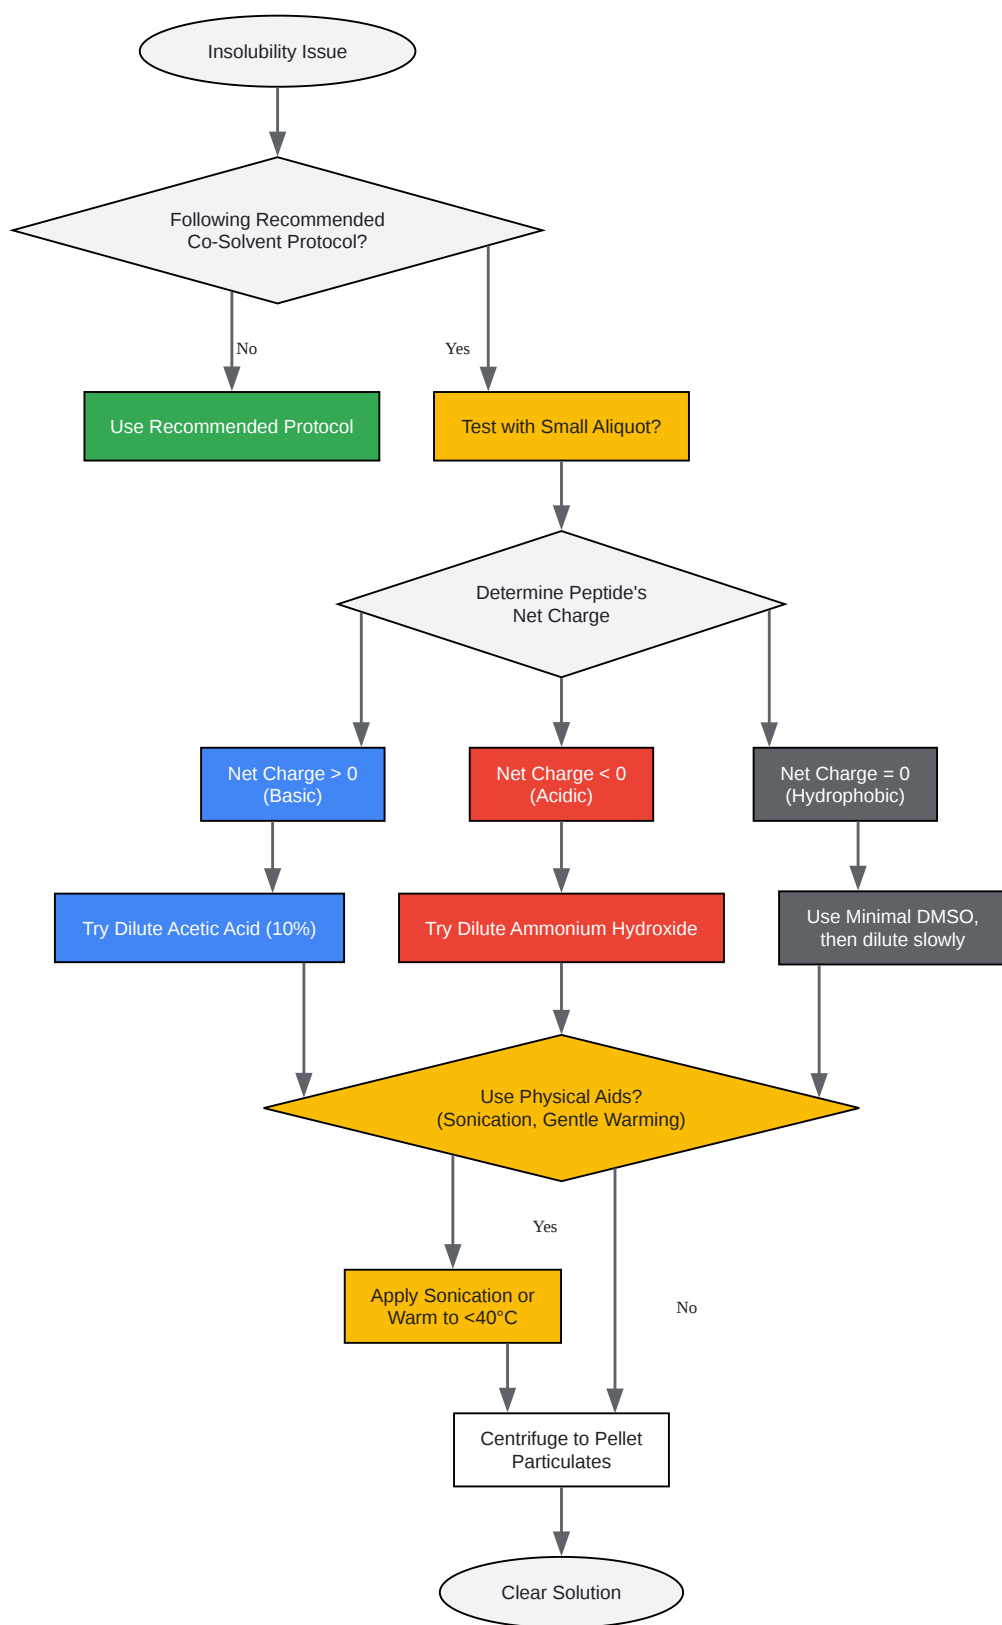 Insolubility Issue
Following Recommended
Co-Solvent Protocol?
No
Yes
Use Recommended Protocol
Test with Small Aliquot?
Determine Peptide's
Net Charge
Net Charge > 0
(Basic)
Net Charge < 0
(Acidic)
Net Charge = 0
(Hydrophobic)
Try Dilute Acetic Acid (10%)
Try Dilute Ammonium Hydroxide
Use Minimal DMSO,
then dilute slowly
Use Physical Aids?
(Sonication, Gentle Warming)
Yes
Apply Sonication or
Warm to <40°C
No
Centrifuge to Pellet
Particulates
Clear Solution